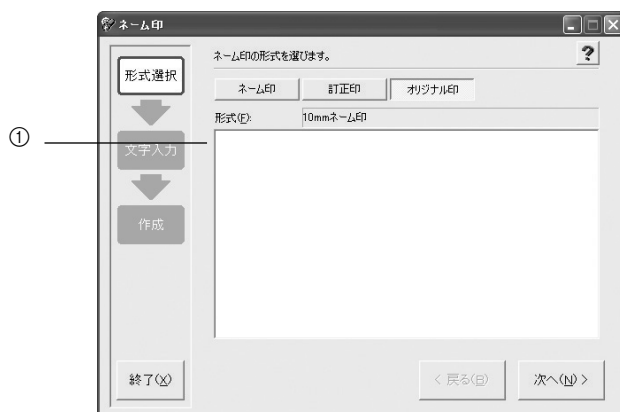 ネーム印
ネーム印の形式を選びます。
?
形式選択
ネーム印 訂正印 オリジナル印
形式(F): 10mmネーム印
①
文字入力
作成
終了(X)
< 戻る(B)
次へ(N) >